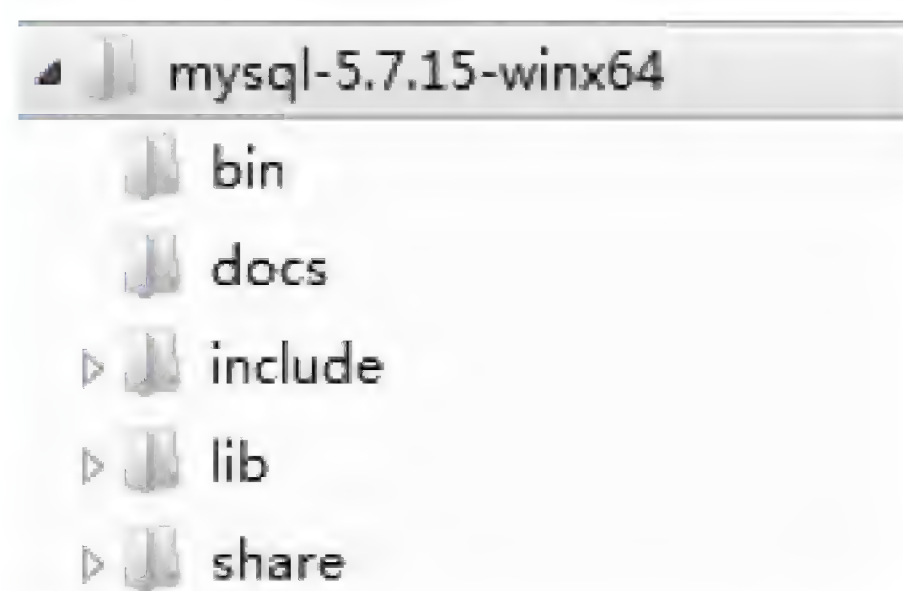 mysql-5.7.15-winx64
bin
docs
include
lib
share